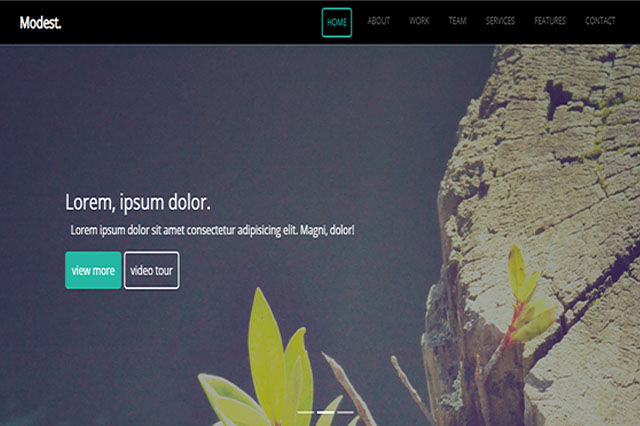 Modest.
HOME ABOUT WORK TEAM SERVICES FEATURES CONTACT
Lorem, ipsum dolor.
Lorem ipsum dolor sit amet consectetur adipisicing elit. Magni, dolor!
view more video tour